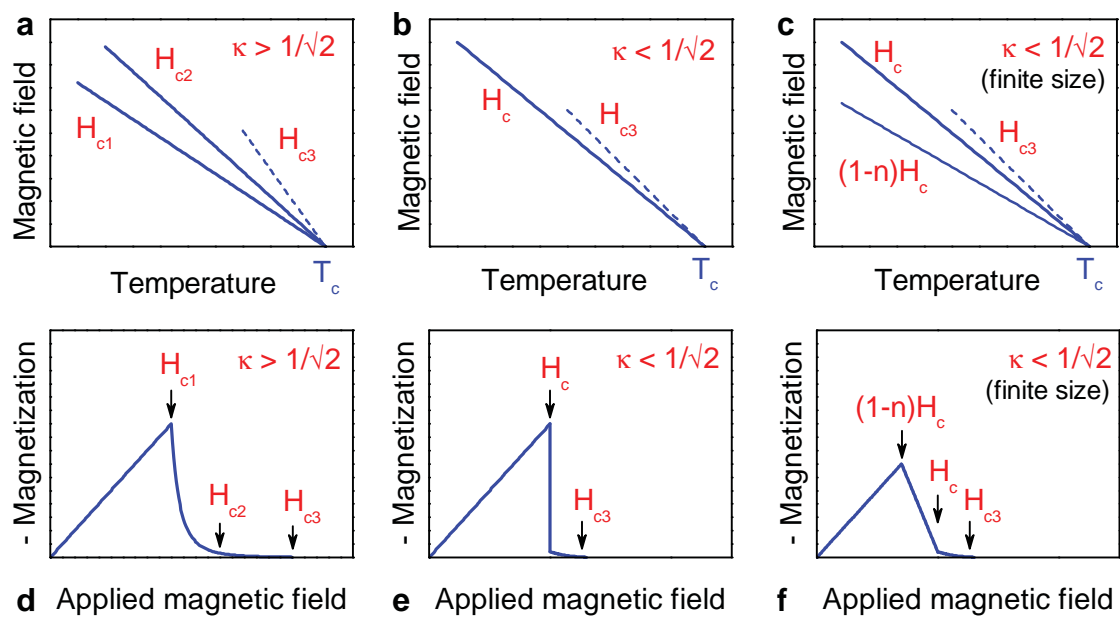 a
κ > 1/√2
Hc2
Hc1
Hc3
Magnetic field
Temperature
Tc
b
κ < 1/√2
Hc
Hc3
Magnetic field
Temperature
Tc
c
κ < 1/√2
(finite size)
Hc
Hc3
(1-n)Hc
Magnetic field
Temperature
Tc
κ > 1/√2
Hc1
Hc2
Hc3
- Magnetization
d Applied magnetic field
κ < 1/√2
Hc
Hc3
- Magnetization
e Applied magnetic field
κ < 1/√2
(finite size)
(1-n)Hc
Hc
Hc3
- Magnetization
f Applied magnetic field